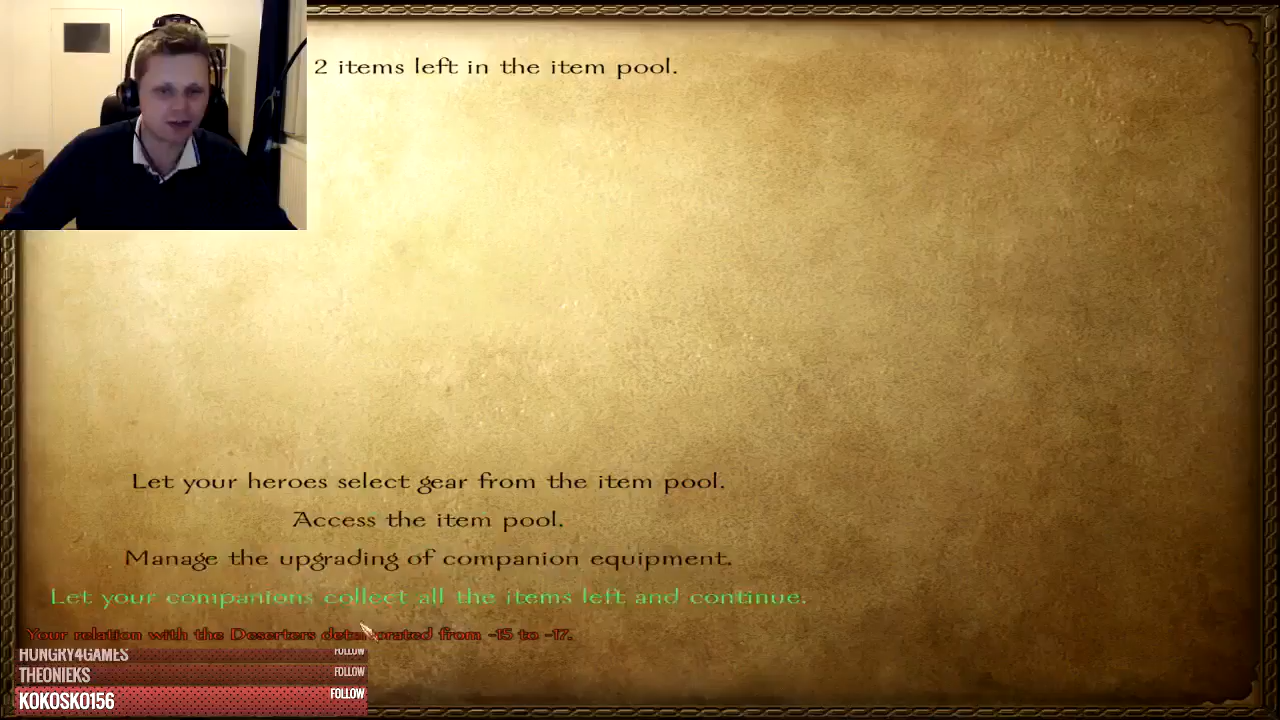 2 items left in the item pool.
Let your heroes select gear from the item pool.
Access the item pool.
Manage the upgrading of companion equipment.
Let your companions collect all the items left and continue.
Your relation with the Deserters deteriorated from -15 to -17.
HUNGRY4GAMES FOLLOW
THEONIEKS FOLLOW
KOKOSKO156 FOLLOW